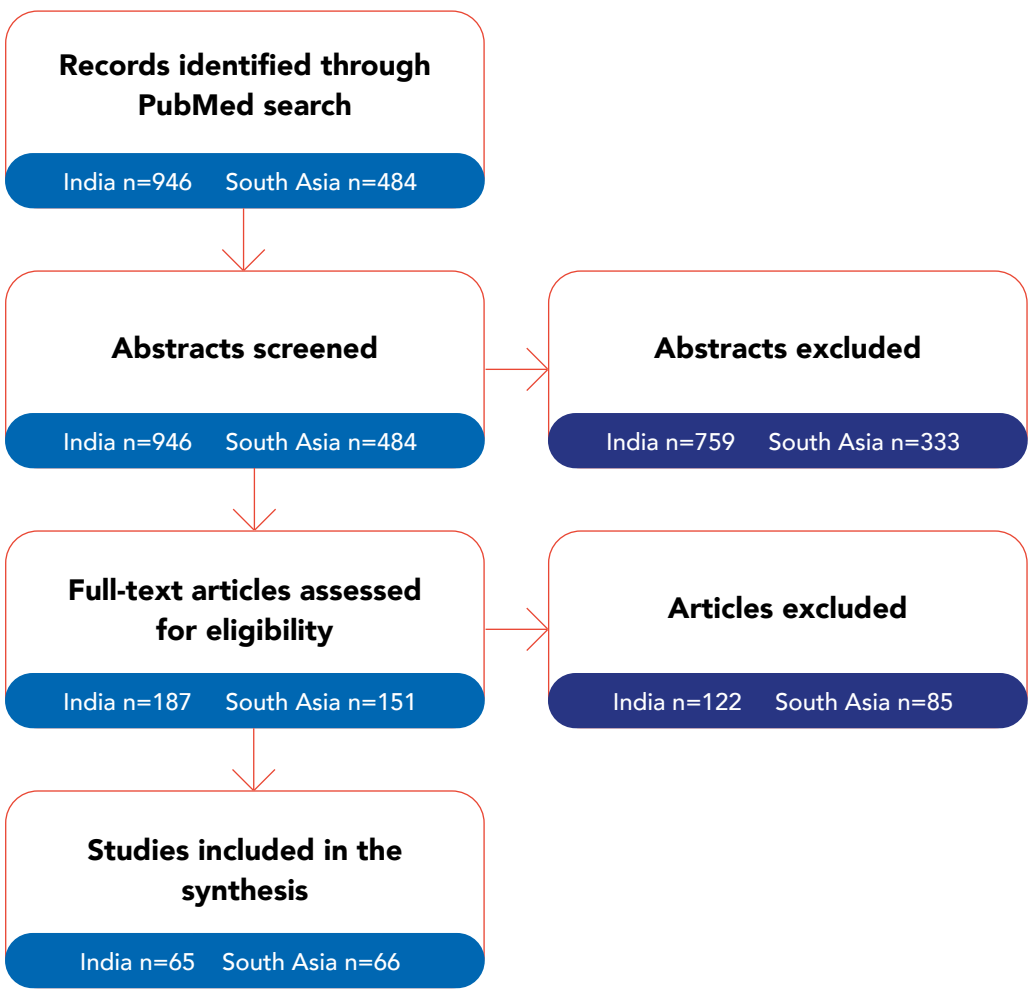 Records identified through
PubMed search
India n=946 South Asia n=484
Abstracts screened
India n=946 South Asia n=484
Abstracts excluded
India n=759 South Asia n=333
Full-text articles assessed
for eligibility
India n=187 South Asia n=151
Articles excluded
India n=122 South Asia n=85
Studies included in the
synthesis
India n=65 South Asia n=66